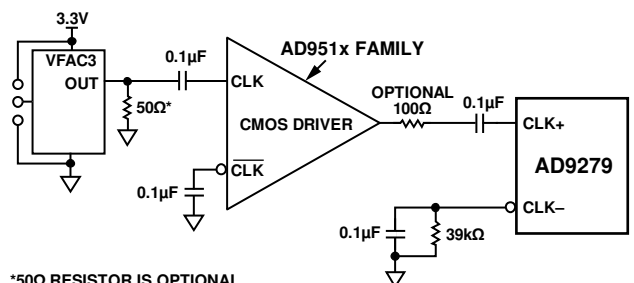 3.3V
VFAC3
OUT
50Ω*
0.1µF
CLK
AD951x FAMILY
CMOS DRIVER
CLK
0.1µF
OPTIONAL
100Ω
0.1µF
CLK+
AD9279
CLK–
0.1µF
39kΩ
*50Ω RESISTOR IS OPTIONAL